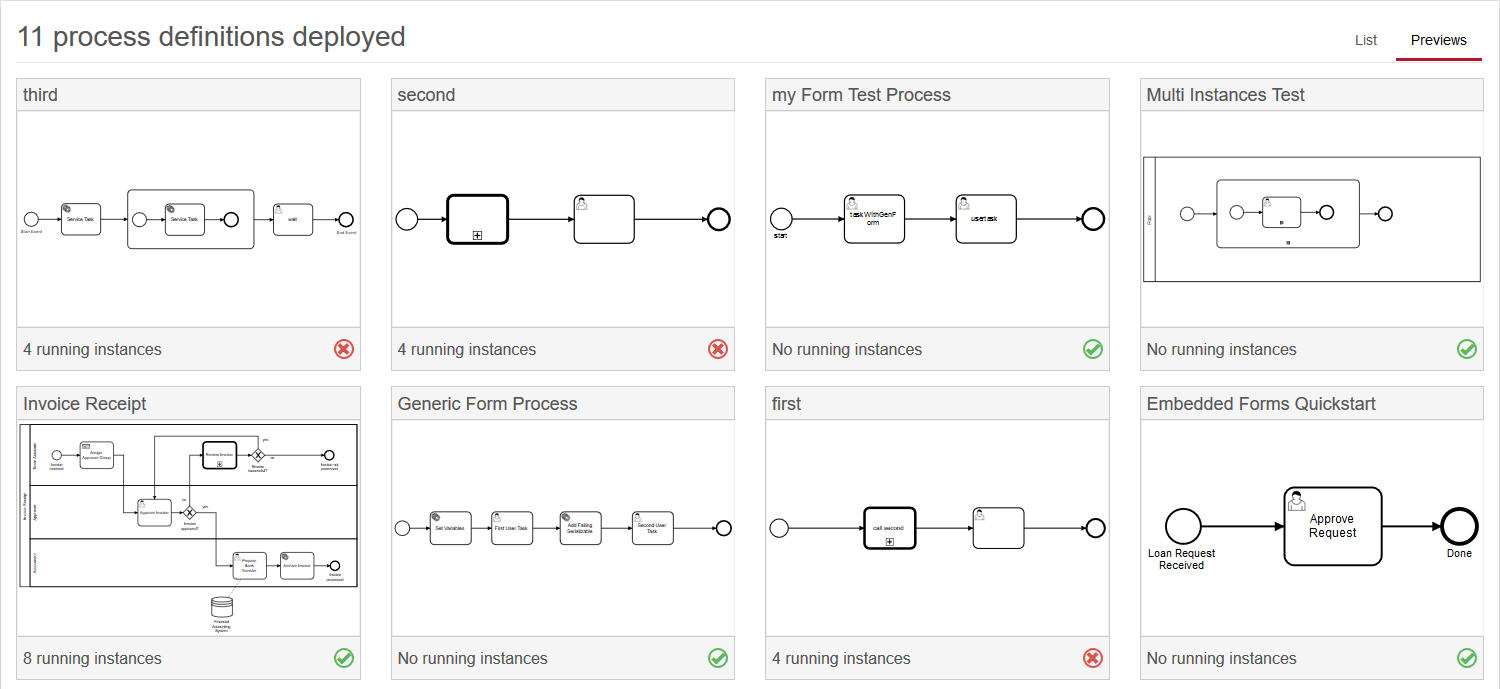 11 process definitions deployed
List
Previews
third
second
my Form Test Process
Multi Instances Test
Start Event
Service Task
Service Task
wait
End Event
start
taskWithGenF
orm
usertask
4 running instances
4 running instances
No running instances
No running instances
Invoice Receipt
Generic Form Process
first
Embedded Forms Quickstart
Invoice Receipt
Team Assistant
Approver
Accountancy
Invoice
received
Assign
Approver Group
Review Invoice
yes
no
Review
successful?
Invoice not
processed
Approve Invoice
no
yes
Invoice
approved?
Prepare
Bank
Transfer
Archive Invoice
Invoice
processed
Financial
Accounting
System
Set Variables
First User Task
Add Failing
Serializable
Second User
Task
call second
Loan Request
Received
Approve
Request
Done
8 running instances
No running instances
4 running instances
No running instances